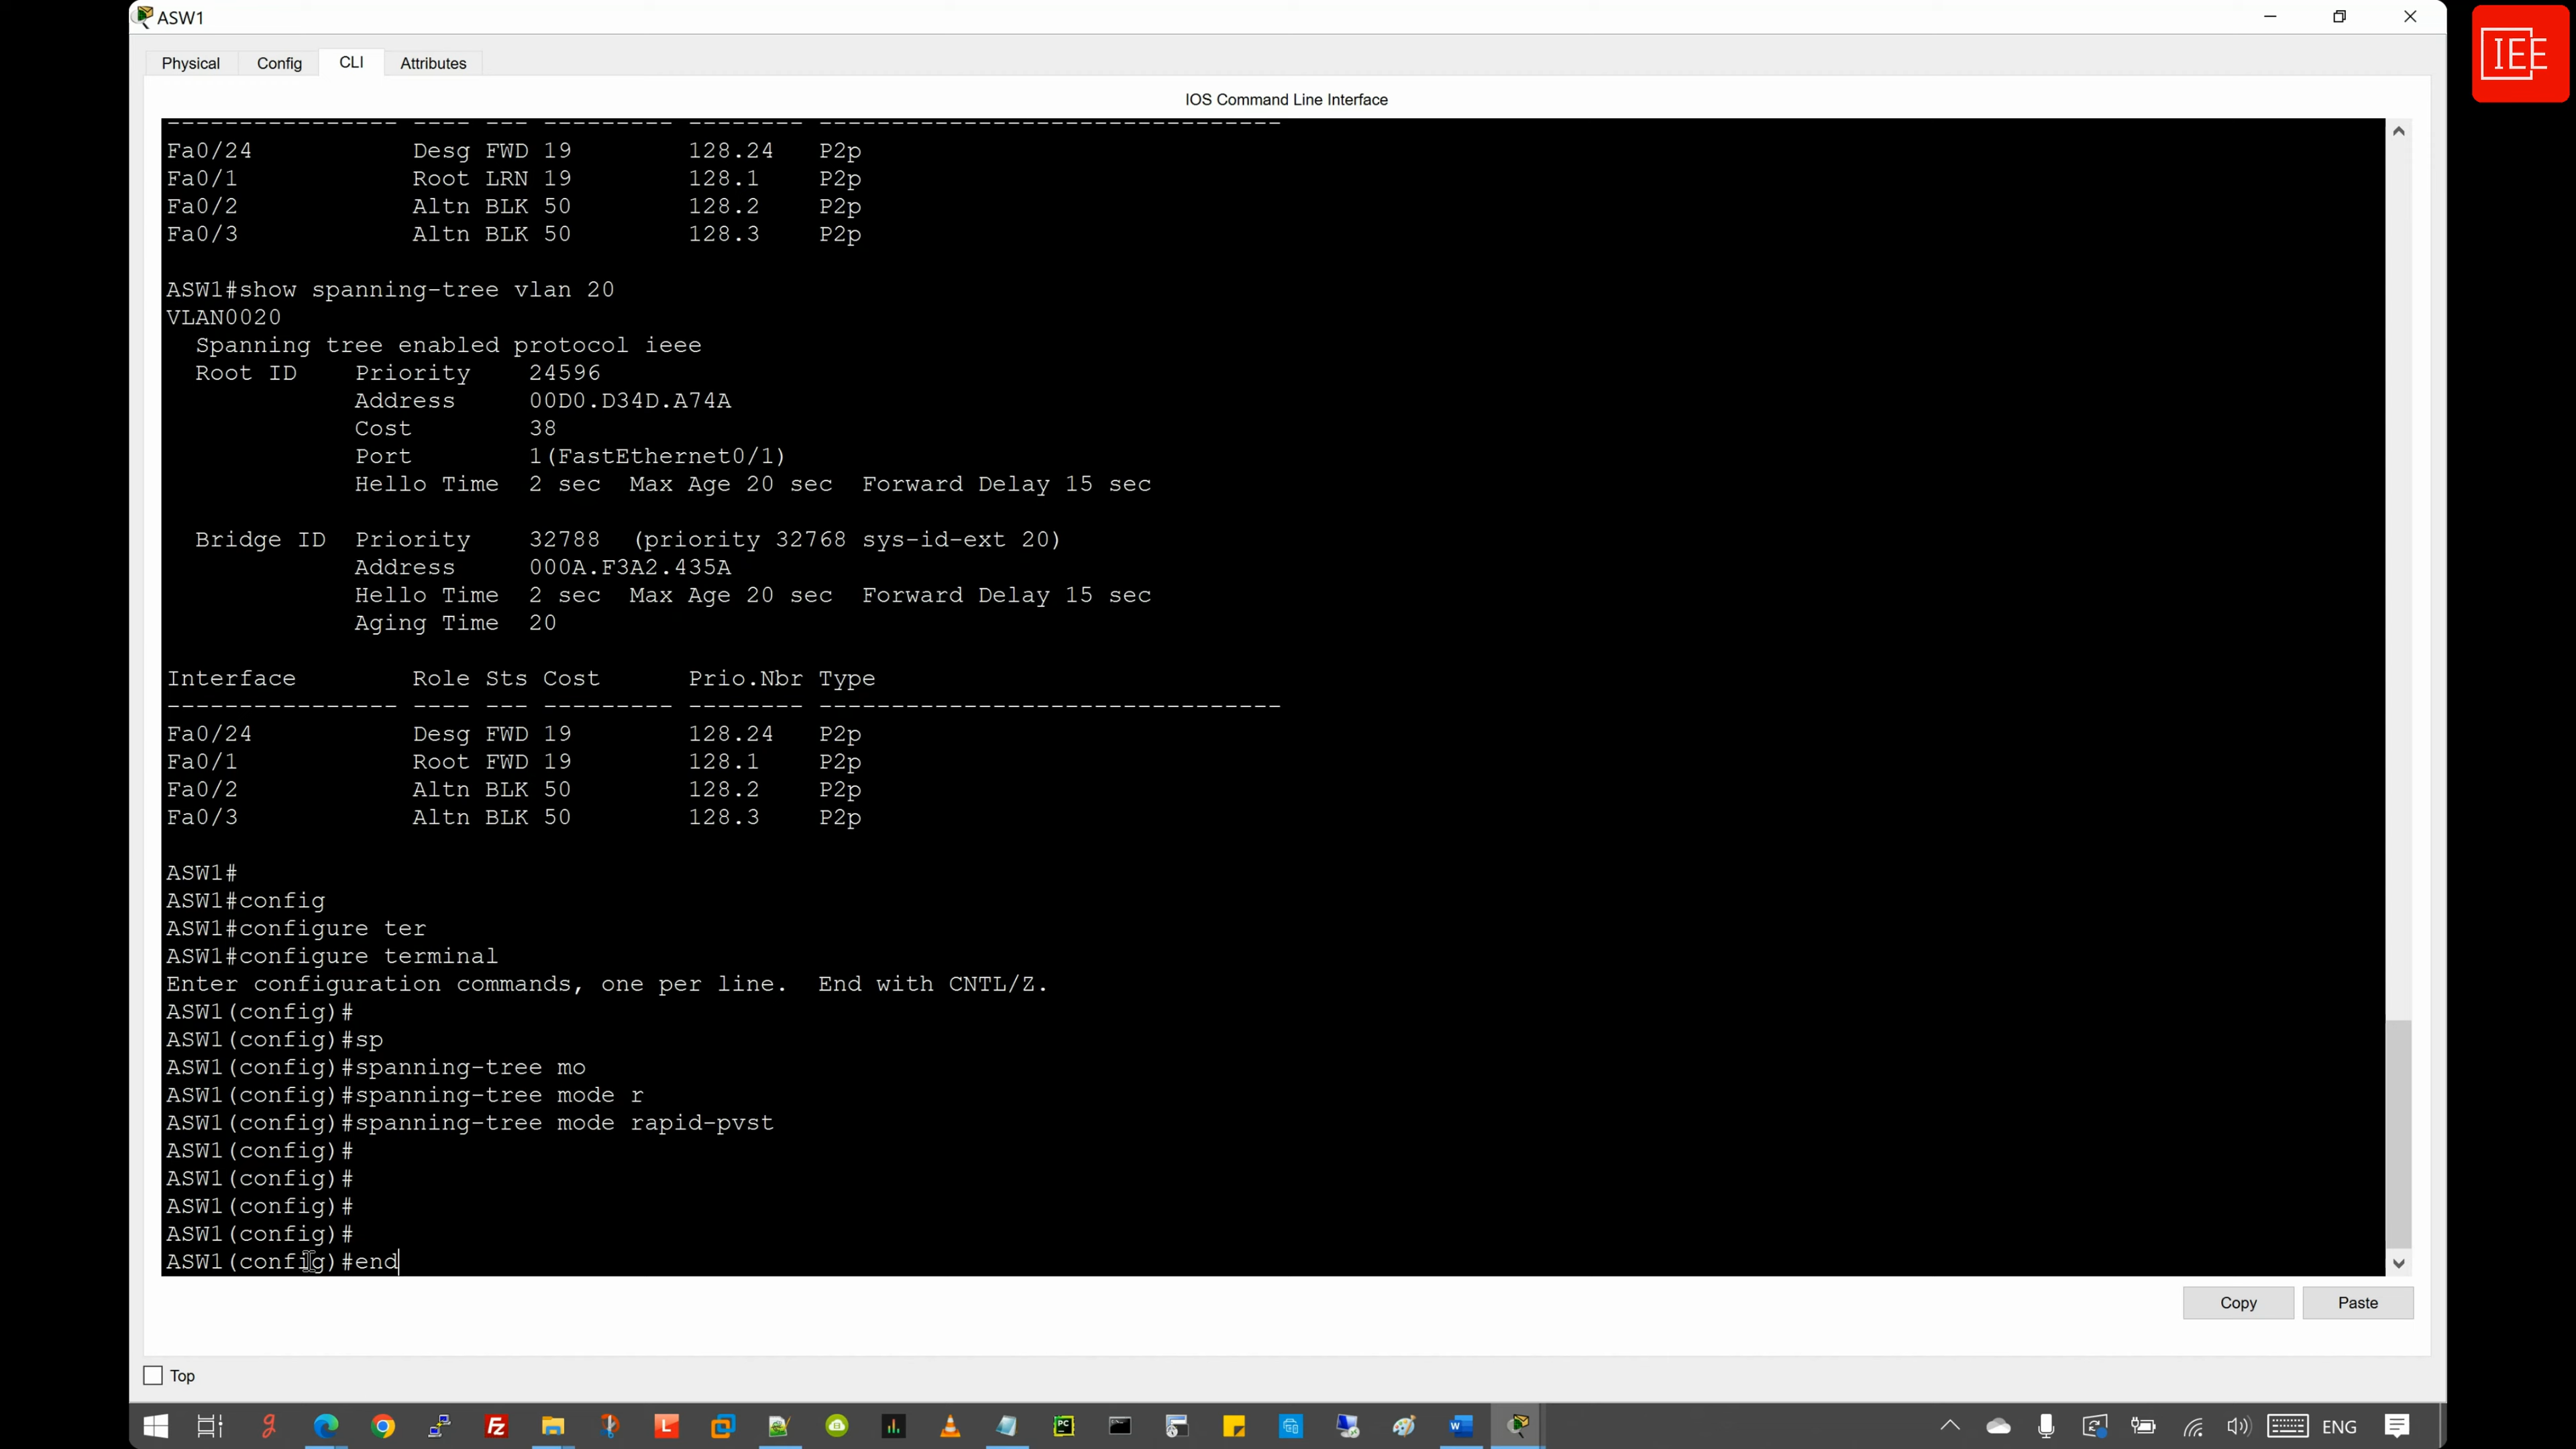 ASW1
IEE
Physical Config CLI Attributes
IOS Command Line Interface
---------------- ---- --- --------- -------- --------------------------------
Fa0/24 Desg FWD 19 128.24 P2p
Fa0/1 Root LRN 19 128.1 P2p
Fa0/2 Altn BLK 50 128.2 P2p
Fa0/3 Altn BLK 50 128.3 P2p
ASW1#show spanning-tree vlan 20
VLAN0020
Spanning tree enabled protocol ieee
Root ID Priority 24596
Address 00D0.D34D.A74A
Cost 38
Port 1(FastEthernet0/1)
Hello Time 2 sec Max Age 20 sec Forward Delay 15 sec
Bridge ID Priority 32788 (priority 32768 sys-id-ext 20)
Address 000A.F3A2.435A
Hello Time 2 sec Max Age 20 sec Forward Delay 15 sec
Aging Time 20
Interface Role Sts Cost Prio.Nbr Type
---------------- ---- --- --------- -------- --------------------------------
Fa0/24 Desg FWD 19 128.24 P2p
Fa0/1 Root FWD 19 128.1 P2p
Fa0/2 Altn BLK 50 128.2 P2p
Fa0/3 Altn BLK 50 128.3 P2p
ASW1#
ASW1#config
ASW1#configure ter
ASW1#configure terminal
Enter configuration commands, one per line. End with CNTL/Z.
ASW1(config)#
ASW1(config)#sp
ASW1(config)#spanning-tree mo
ASW1(config)#spanning-tree mode r
ASW1(config)#spanning-tree mode rapid-pvst
ASW1(config)#
ASW1(config)#
ASW1(config)#
ASW1(config)#
ASW1(config)#end
Copy Paste
Top
ENG